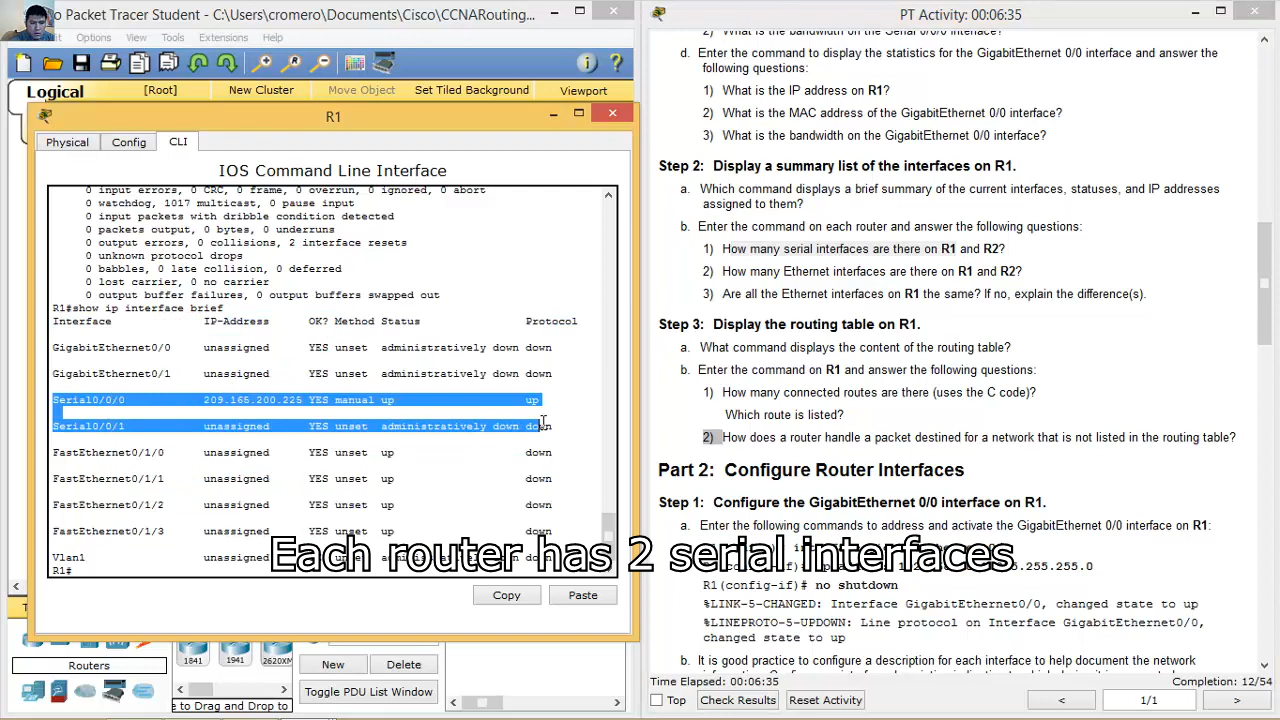 o Packet Tracer Student - C:\Users\cromero\Documents\Cisco\CCNARouting...
Options View Tools Extensions Help
Logical [Root] New Cluster Move Object Set Tiled Background Viewport
R1
Physical Config CLI
IOS Command Line Interface
0 input errors, 0 CRC, 0 frame, 0 overrun, 0 ignored, 0 abort
0 watchdog, 1017 multicast, 0 pause input
0 input packets with dribble condition detected
0 packets output, 0 bytes, 0 underruns
0 output errors, 0 collisions, 2 interface resets
0 unknown protocol drops
0 babbles, 0 late collision, 0 deferred
0 lost carrier, 0 no carrier
0 output buffer failures, 0 output buffers swapped out
R1#show ip interface brief
Interface IP-Address OK? Method Status Protocol
GigabitEthernet0/0 unassigned YES unset administratively down down
GigabitEthernet0/1 unassigned YES unset administratively down down
Serial0/0/0 209.165.200.225 YES manual up up
Serial0/0/1 unassigned YES unset administratively down down
FastEthernet0/1/0 unassigned YES unset up down
FastEthernet0/1/1 unassigned YES unset up down
FastEthernet0/1/2 unassigned YES unset up down
FastEthernet0/1/3 unassigned YES unset up down
Vlan1
R1#
Each router has 2 serial interfaces
Copy Paste
1841 1941 2620XM
Routers
New Delete
Toggle PDU List Window
e to Drag and Drop to
PT Activity: 00:06:35
2) What is the bandwidth on the Serial 0/0/0 interface?
d. Enter the command to display the statistics for the GigabitEthernet 0/0 interface and answer the
following questions:
1) What is the IP address on R1?
2) What is the MAC address of the GigabitEthernet 0/0 interface?
3) What is the bandwidth on the GigabitEthernet 0/0 interface?
Step 2: Display a summary list of the interfaces on R1.
a. Which command displays a brief summary of the current interfaces, statuses, and IP addresses
assigned to them?
b. Enter the command on each router and answer the following questions:
1) How many serial interfaces are there on R1 and R2?
2) How many Ethernet interfaces are there on R1 and R2?
3) Are all the Ethernet interfaces on R1 the same? If no, explain the difference(s).
Step 3: Display the routing table on R1.
a. What command displays the content of the routing table?
b. Enter the command on R1 and answer the following questions:
1) How many connected routes are there (uses the C code)?
Which route is listed?
2) How does a router handle a packet destined for a network that is not listed in the routing table?
Part 2: Configure Router Interfaces
Step 1: Configure the GigabitEthernet 0/0 interface on R1.
a. Enter the following commands to address and activate the GigabitEthernet 0/0 interface on R1:
.255.255.0
R1(config-if)# no shutdown
%LINK-5-CHANGED: Interface GigabitEthernet0/0, changed state to up
%LINEPROTO-5-UPDOWN: Line protocol on Interface GigabitEthernet0/0,
changed state to up
b. It is good practice to configure a description for each interface to help document the network
Time Elapsed: 00:06:35 Completion: 12/54
Top Check Results Reset Activity < 1/1 >